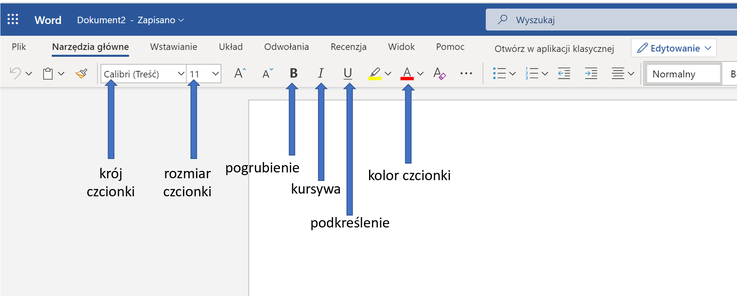 Word Dokument2 - Zapisano Wyszukaj
Plik Narzędzia główne Wstawianie Układ Odwołania Recenzja Widok Pomoc Otwórz w aplikacji klasycznej Edytowanie
Calibri (Treść) 11 A A B I U A A Normalny B
krój
czcionki
rozmiar
czcionki
pogrubienie
kursywa
podkreślenie
kolor czcionki